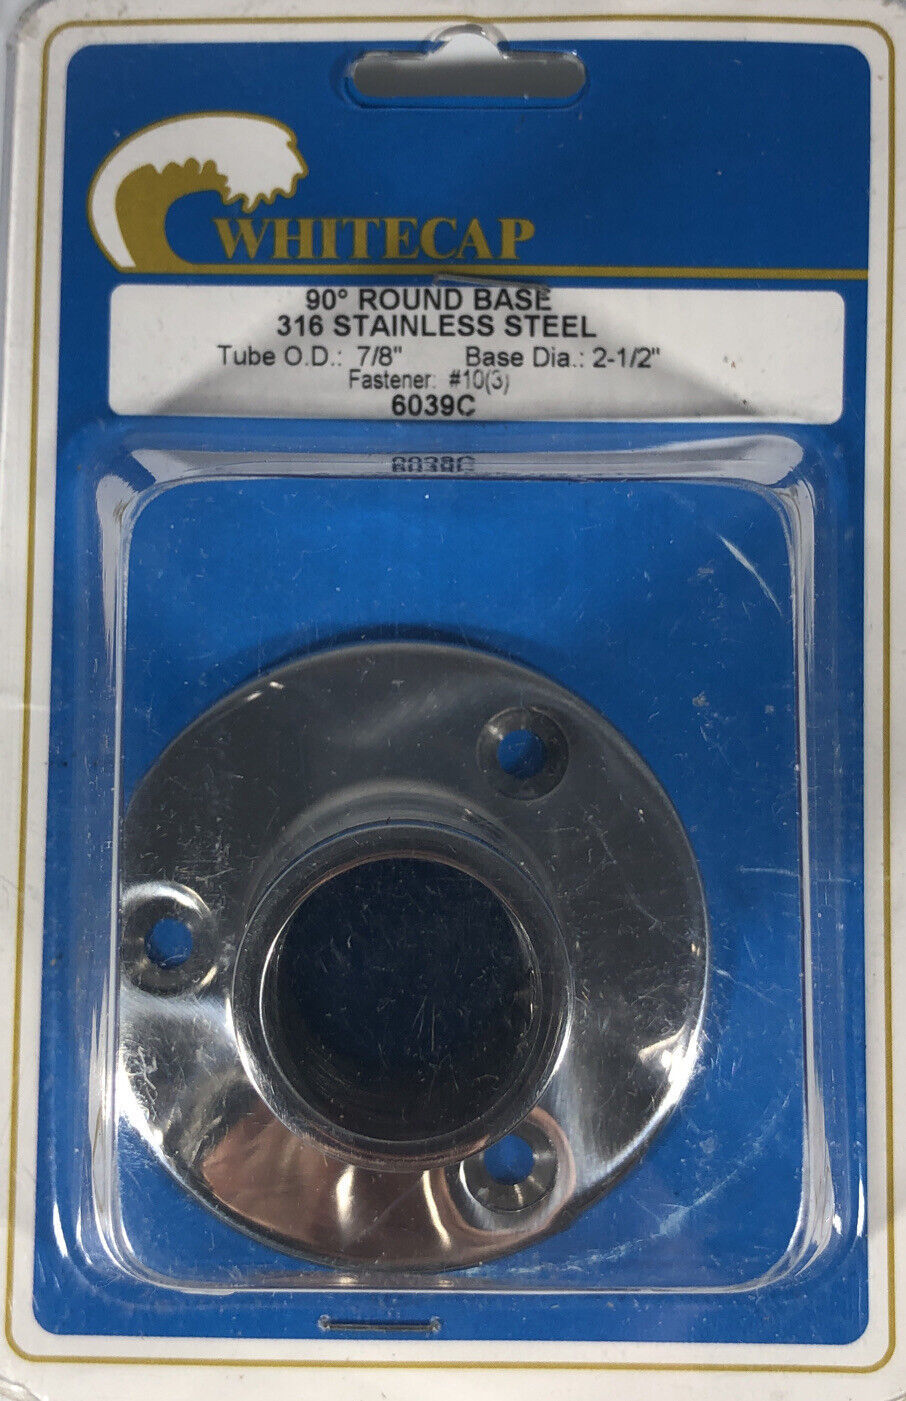 WHITECAP
90° ROUND BASE
316 STAINLESS STEEL
Tube O.D.: 7/8" Base Dia.: 2-1/2"
Fastener: #10(3)
6039C
6039C